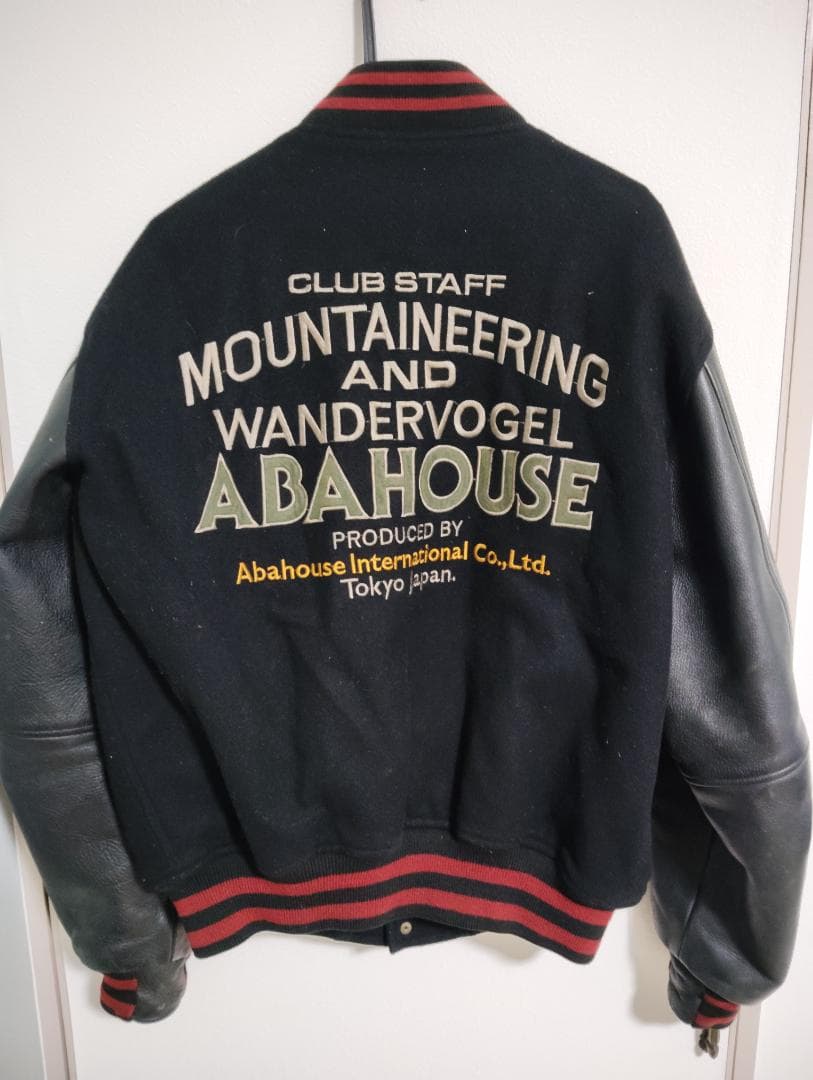 CLUB STAFF
MOUNTAINEERING
AND
WANDERVOGEL
ABAHOUSE
PRODUCED BY
Abahouse International Co.,Ltd.
Tokyo Japan.